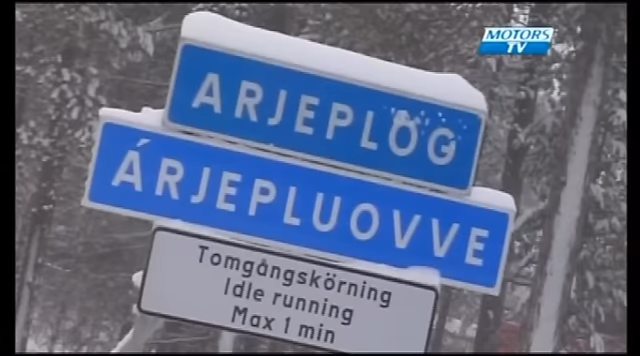 MOTORS
TV
ARJEPLOG
ÁRJEPLUOVVE
Tomgångskörning
Idle running
Max 1 min